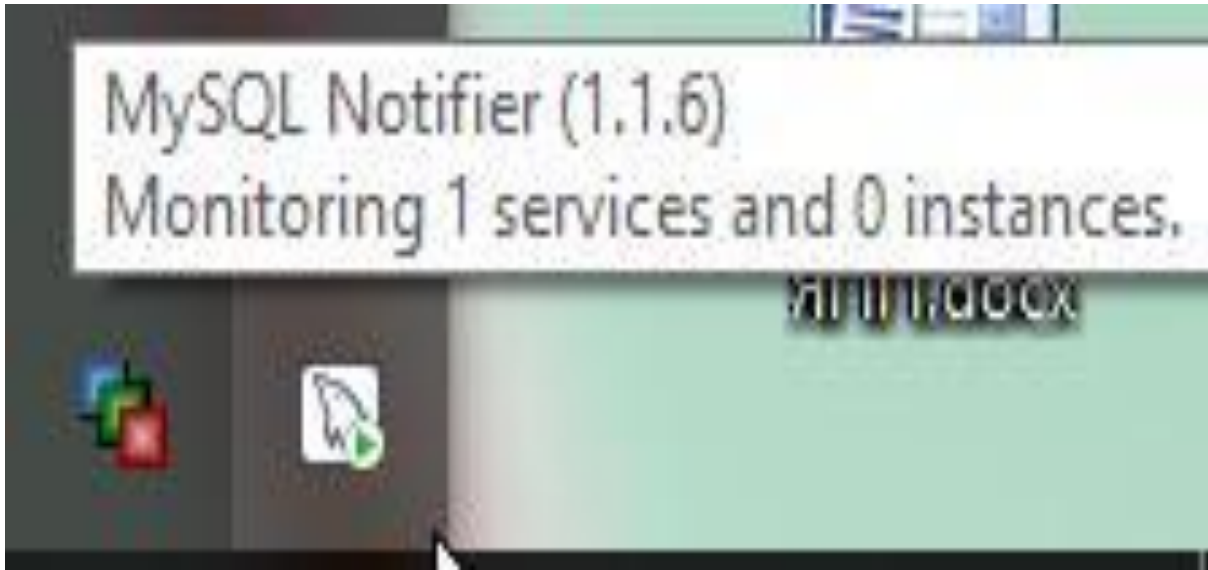 MySQL Notifier (1.1.6)
Monitoring 1 services and 0 instances.